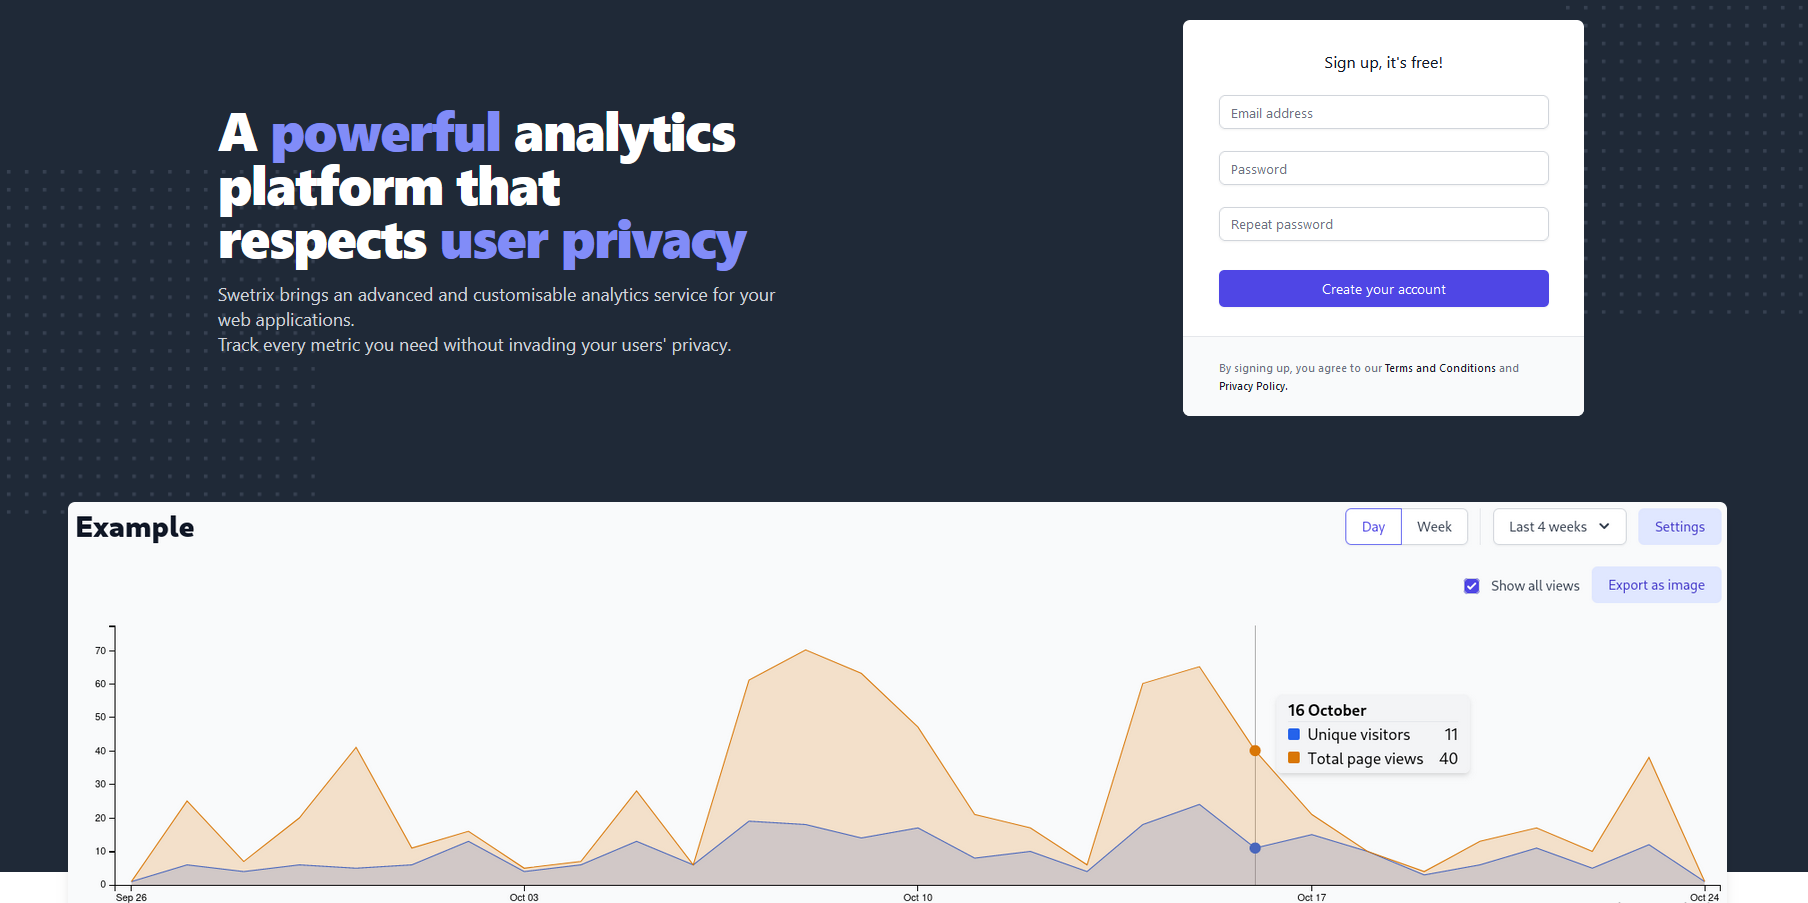 A powerful analytics
platform that
respects user privacy
Swetrix brings an advanced and customisable analytics service for your
web applications.
Track every metric you need without invading your users' privacy.
Sign up, it's free!
Email address
Password
Repeat password
Create your account
By signing up, you agree to our Terms and Conditions and
Privacy Policy.
Example
Day
Week
Last 4 weeks
Settings
Show all views
Export as image
70
60
50
40
30
20
10
0
16 October
Unique visitors 11
Total page views 40
Sep 26
Oct 03
Oct 10
Oct 17
Oct 24